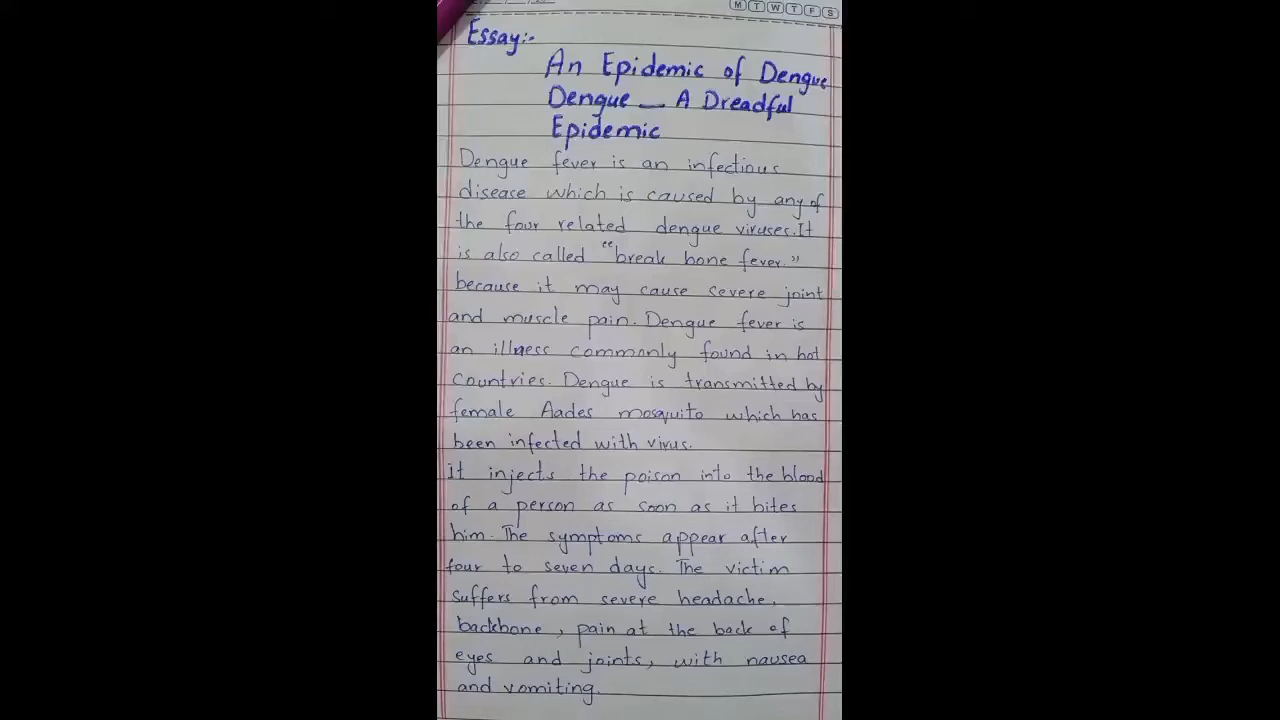 M T W T F S
Essay:-
An Epidemic of Dengue
Dengue — A Dreadful
Epidemic
Dengue fever is an infectious
disease which is caused by any of
the four related dengue viruses. It
is also called "break bone fever."
because it may cause severe joint
and muscle pain. Dengue fever is
an illness commonly found in hot
countries. Dengue is transmitted by
female Aades mosquito which has
been infected with virus.
It injects the poison into the blood
of a person as soon as it bites
him. The symptoms appear after
four to seven days. The victim
suffers from severe headache,
backbone, pain at the back of
eyes and joints, with nausea
and vomiting.